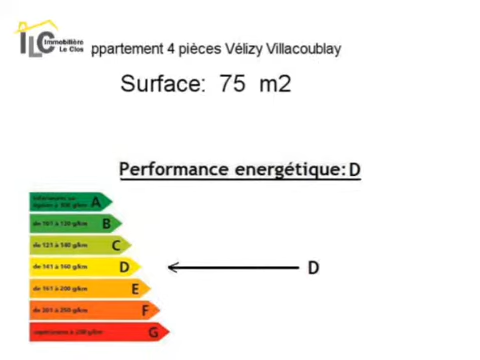 ILC Immobilière
Le Clos
ppartement 4 pièces Vélizy Villacoublay
Surface: 75 m2
Performance energétique: D
A
de 101 à 120 g/km B
de 121 à 140 g/km C
de 141 à 160 g/km D
D
de 161 à 200 g/km E
de 201 à 250 g/km F
G